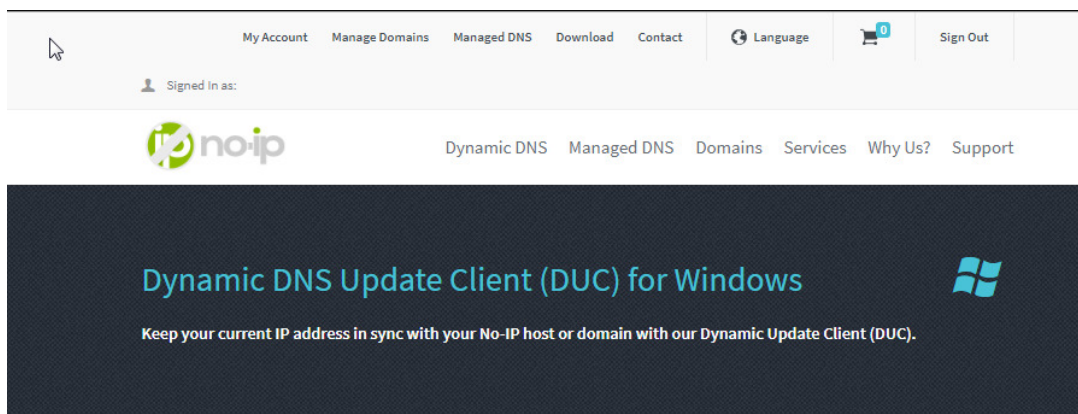 My Account Manage Domains Managed DNS Download Contact Language 0 Sign Out
Signed In as:
no-ip
Dynamic DNS Managed DNS Domains Services Why Us? Support
Dynamic DNS Update Client (DUC) for Windows
Keep your current IP address in sync with your No-IP host or domain with our Dynamic Update Client (DUC).